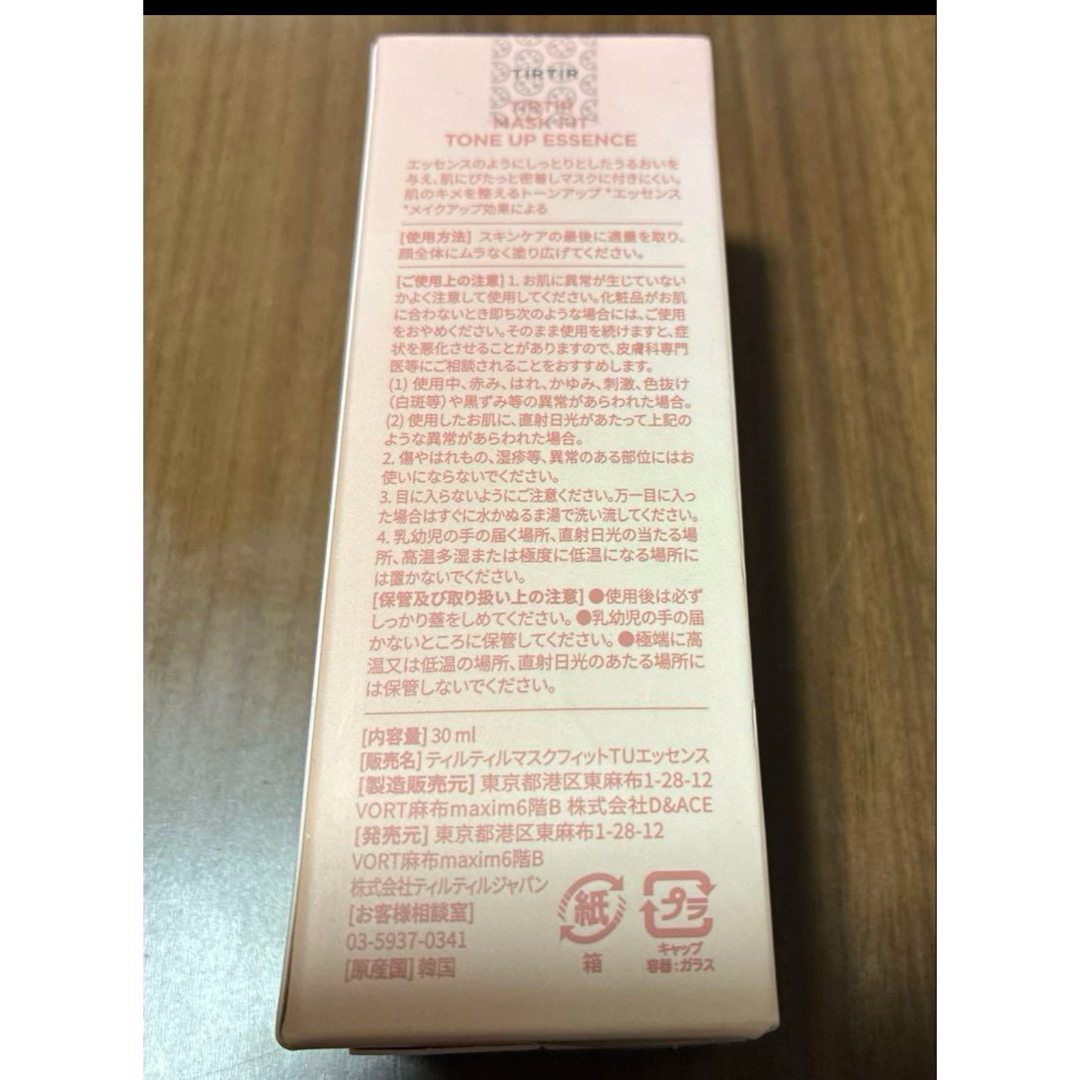 TIRTIR
TIRTIR
MASK FIT
TONE UP ESSENCE
エッセンスのようにしっとりとしたうるおいを
与え、肌にぴたっと密着しマスクに付きにくい。
肌のキメを整えるトーンアップ *エッセンス
*メイクアップ効果による
[使用方法] スキンケアの最後に適量を取り、
顔全体にムラなく塗り広げてください。
[ご使用上の注意] 1. お肌に異常が生じていない
かよく注意して使用してください。化粧品がお肌
に合わないとき即ち次のような場合には、ご使用
をおやめください。そのまま使用を続けますと、症
状を悪化させることがありますので、皮膚科専門
医等にご相談されることをおすすめします。
(1) 使用中、赤み、はれ、かゆみ、刺激、色抜け
(白斑等)や黒ずみ等の異常があらわれた場合。
(2) 使用したお肌に、直射日光があたって上記の
ような異常があらわれた場合。
2. 傷やはれもの、湿疹等、異常のある部位にはお
使いにならないでください。
3. 目に入らないようにご注意ください。万一目に入っ
た場合はすぐに水かぬるま湯で洗い流してください。
4. 乳幼児の手の届く場所、直射日光の当たる場
所、高温多湿または極度に低温になる場所に
は置かないでください。
[保管及び取り扱い上の注意] ●使用後は必ず
しっかり蓋をしめてください。●乳幼児の手の届
かないところに保管してください。●極端に高
温又は低温の場所、直射日光のあたる場所に
は保管しないでください。
[内容量] 30 ml
[販売名] ティルティルマスクフィットTUエッセンス
[製造販売元] 東京都港区東麻布1-28-12
VORT麻布maxim6階B 株式会社D&ACE
[発売元] 東京都港区東麻布1-28-12
VORT麻布maxim6階B
株式会社ティルティルジャパン
[お客様相談室]
03-5937-0341
[原産国] 韓国
紙
箱
プラ
キャップ
容器:ガラス